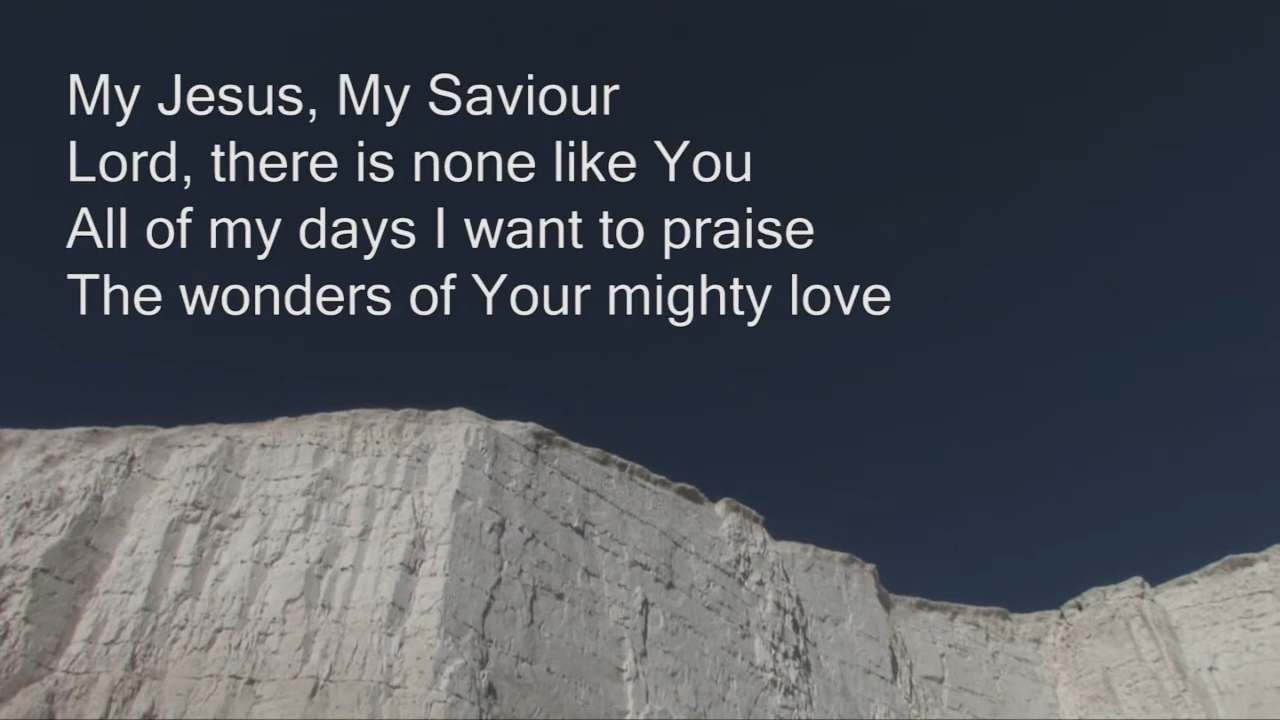 My Jesus, My Saviour
Lord, there is none like You
All of my days I want to praise
The wonders of Your mighty love